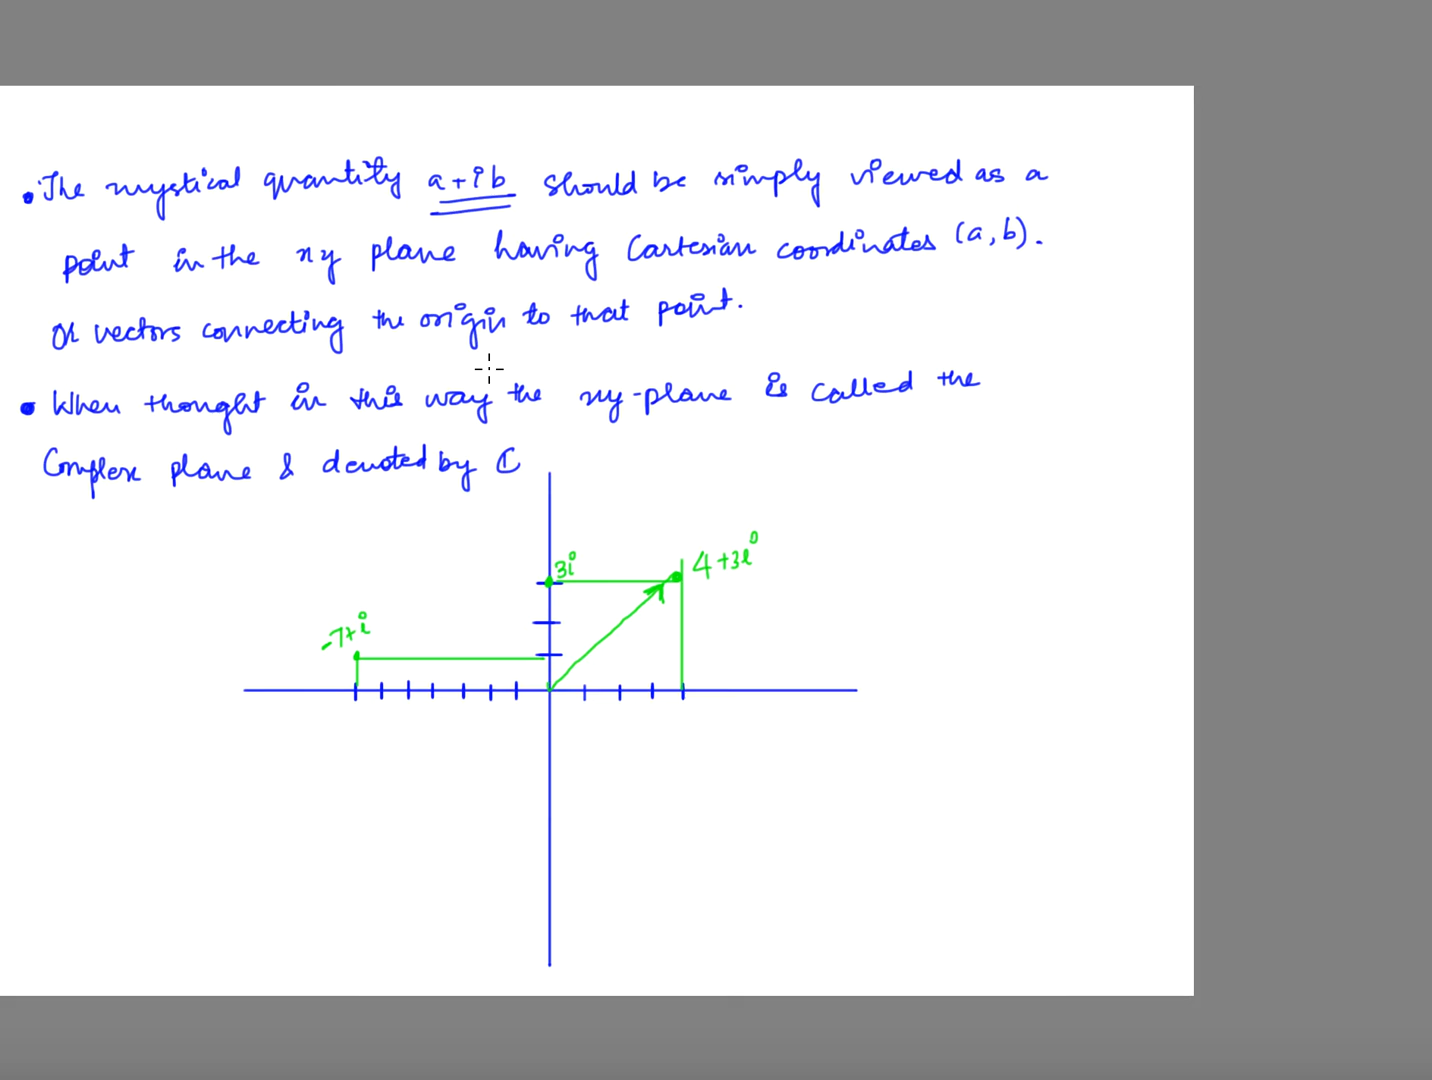 • The mystical quantity a+ib should be simply viewed as a
point in the xy plane having Cartesian coordinates (a,b).
Or vectors connecting the origin to that point.
• When thought in this way the xy-plane is called the
Complex plane & denoted by ℂ
3i
4+3i
-7+i